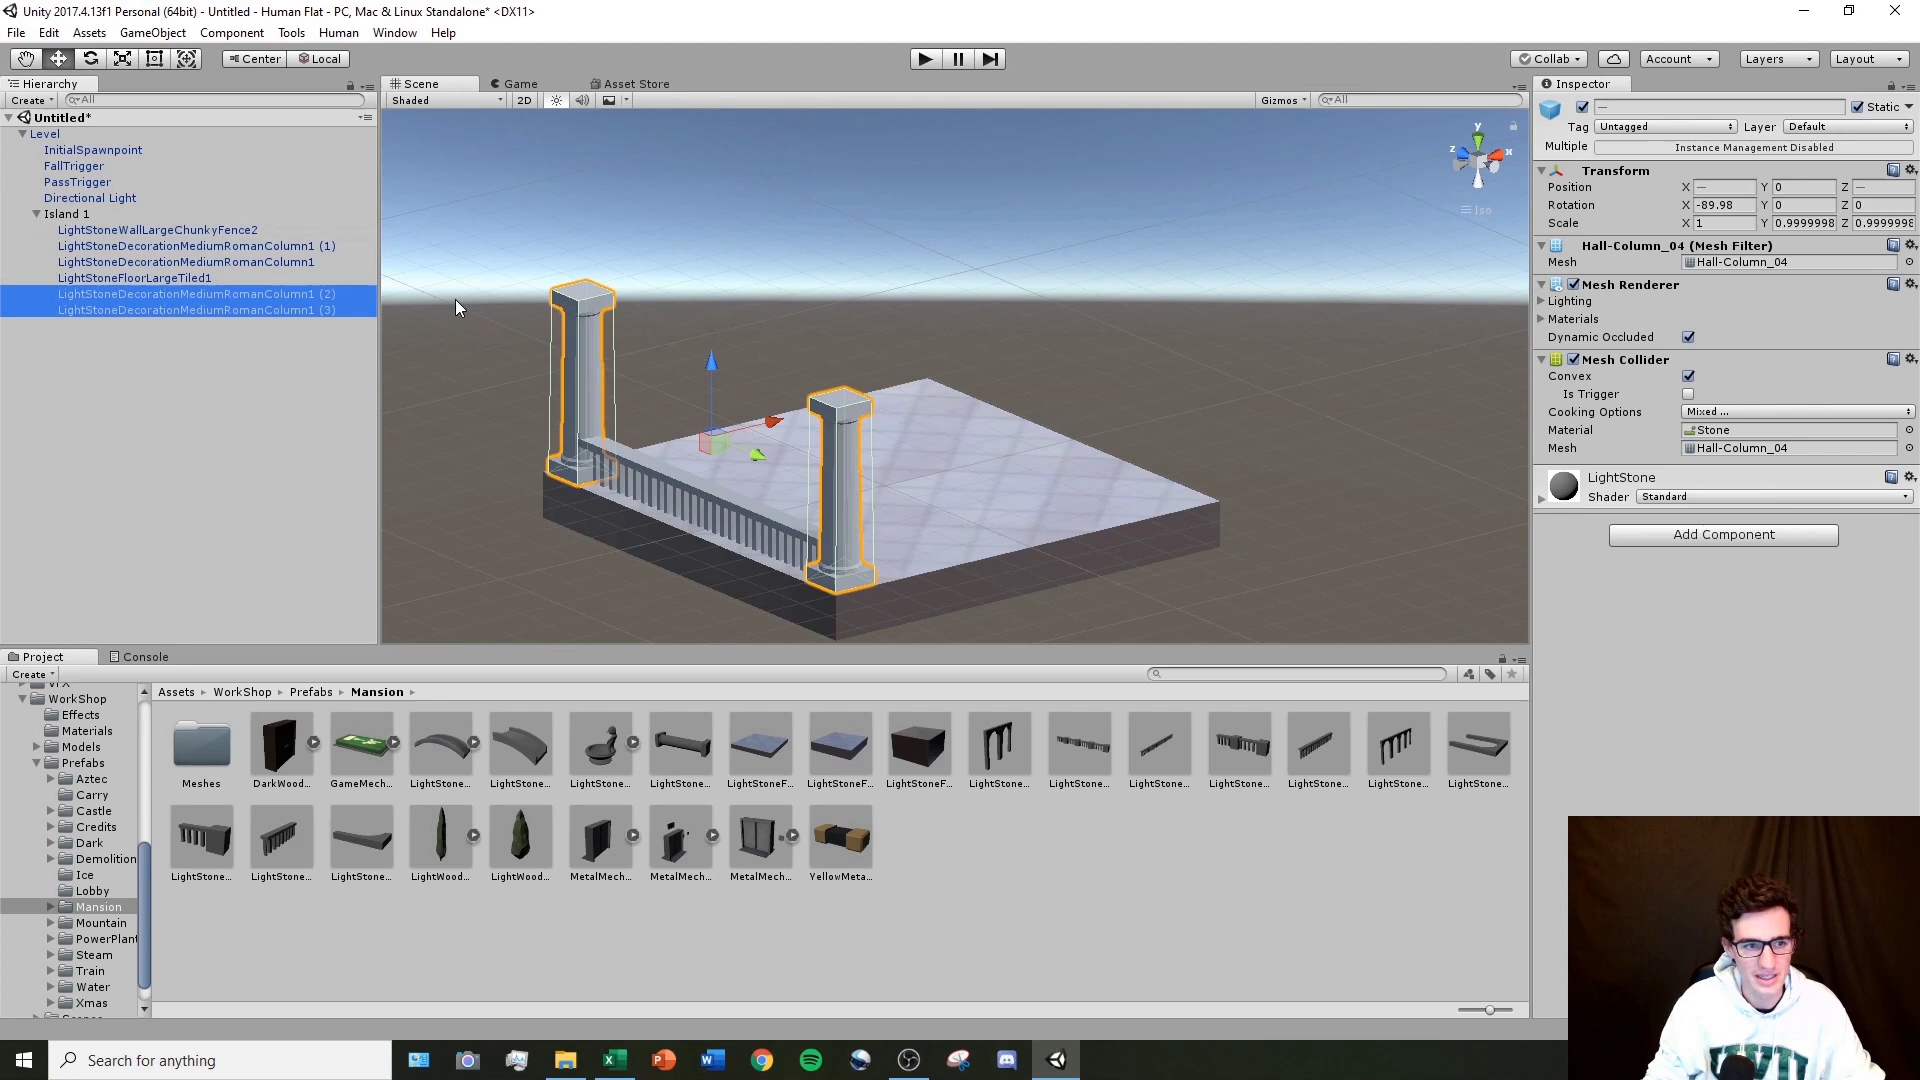 Unity 2017.4.13f1 Personal (64bit) - Untitled - Human Flat - PC, Mac & Linux Standalone* <DX11>
File Edit Assets GameObject Component Tools Human Window Help
Center Local
Collab Account Layers Layout
Hierarchy
Create All
Untitled*
Level
InitialSpawnpoint
FallTrigger
PassTrigger
Directional Light
Island 1
LightStoneWallLargeChunkyFence2
LightStoneDecorationMediumRomanColumn1 (1)
LightStoneDecorationMediumRomanColumn1
LightStoneFloorLargeTiled1
LightStoneDecorationMediumRomanColumn1 (2)
LightStoneDecorationMediumRomanColumn1 (3)
Scene Game Asset Store
Shaded 2D Gizmos All
y
z x
Iso
Inspector
— Static
Tag Untagged Layer Default
Multiple Instance Management Disabled
Transform
Position X — Y 0 Z —
Rotation X -89.98 Y 0 Z 0
Scale X 1 Y 0.9999998 Z 0.9999998
Hall-Column_04 (Mesh Filter)
Mesh Hall-Column_04
Mesh Renderer
Lighting
Materials
Dynamic Occluded
Mesh Collider
Convex
Is Trigger
Cooking Options Mixed ...
Material Stone
Mesh Hall-Column_04
LightStone
Shader Standard
Add Component
Project Console
Create
WorkShop
Effects
Materials
Models
Prefabs
Aztec
Carry
Castle
Credits
Dark
Demolition
Ice
Lobby
Mansion
Mountain
PowerPlant
Steam
Train
Water
Xmas
Assets WorkShop Prefabs Mansion
Meshes DarkWood... GameMech... LightStone... LightStone... LightStone... LightStone... LightStoneF... LightStoneF... LightStoneF... LightStone... LightStone... LightStone... LightStone... LightStone... LightStone... LightStone...
LightStone... LightStone... LightStone... LightWood... LightWood... MetalMech... MetalMech... MetalMech... YellowMeta...
Search for anything